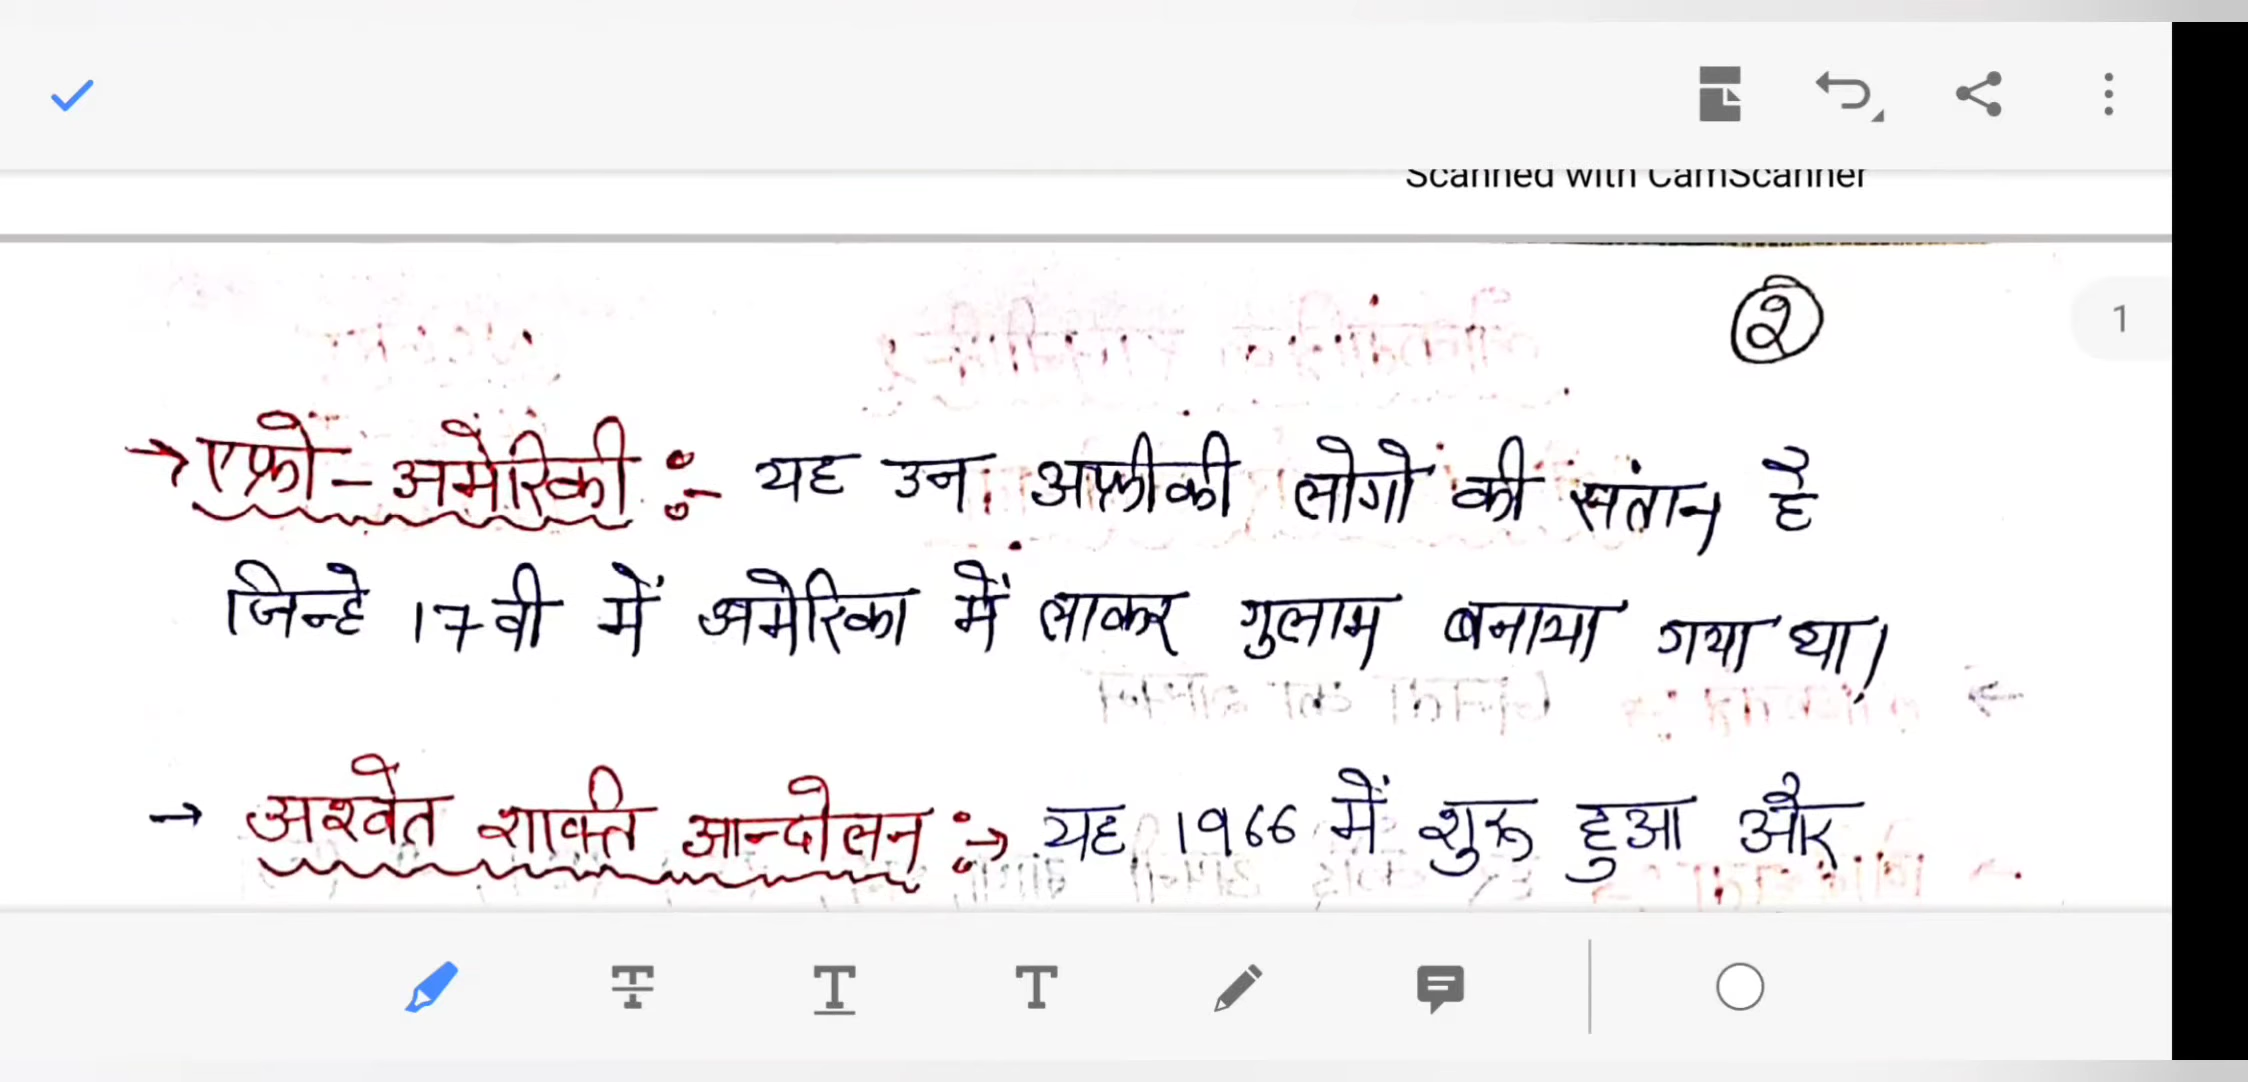 Scanned with CamScanner
२
1
→ एफ्रो - अमेरिकी :- यह उन अफ्रीकी लोगों की संतान है
जिन्हे 17वी में अमेरिका में लाकर गुलाम बनाया गया था।
→ अश्वेत शक्ति आन्दोलन :→ यह 1966 में शुरू हुआ और